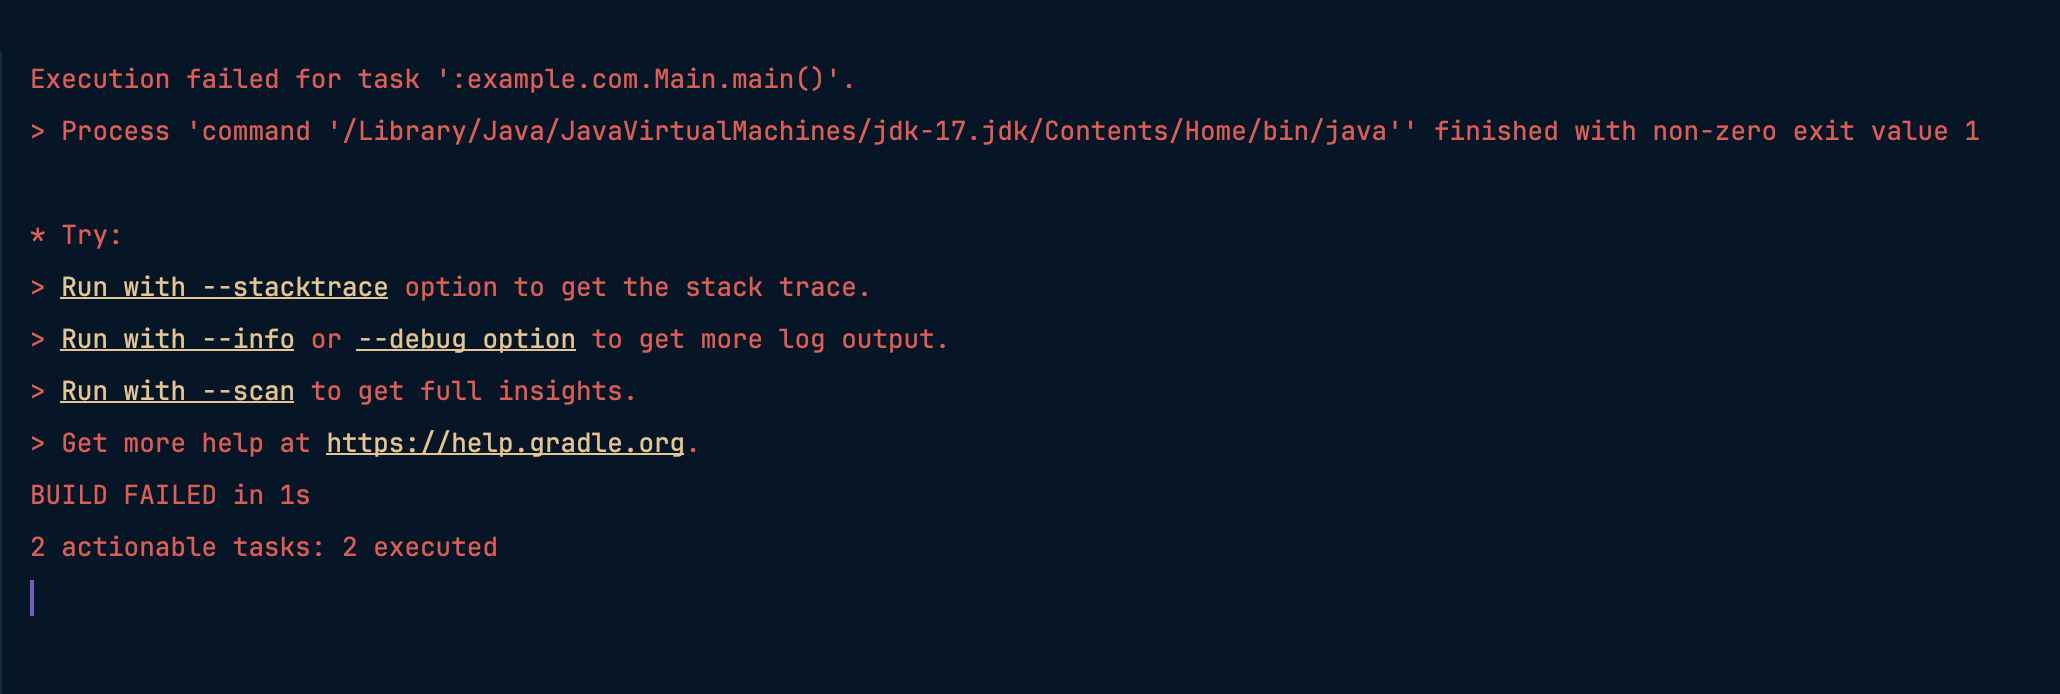 Execution failed for task ':example.com.Main.main()'.
> Process 'command '/Library/Java/JavaVirtualMachines/jdk-17.jdk/Contents/Home/bin/java'' finished with non-zero exit value 1
* Try:
> Run with --stacktrace option to get the stack trace.
> Run with --info or --debug option to get more log output.
> Run with --scan to get full insights.
> Get more help at https://help.gradle.org.
BUILD FAILED in 1s
2 actionable tasks: 2 executed